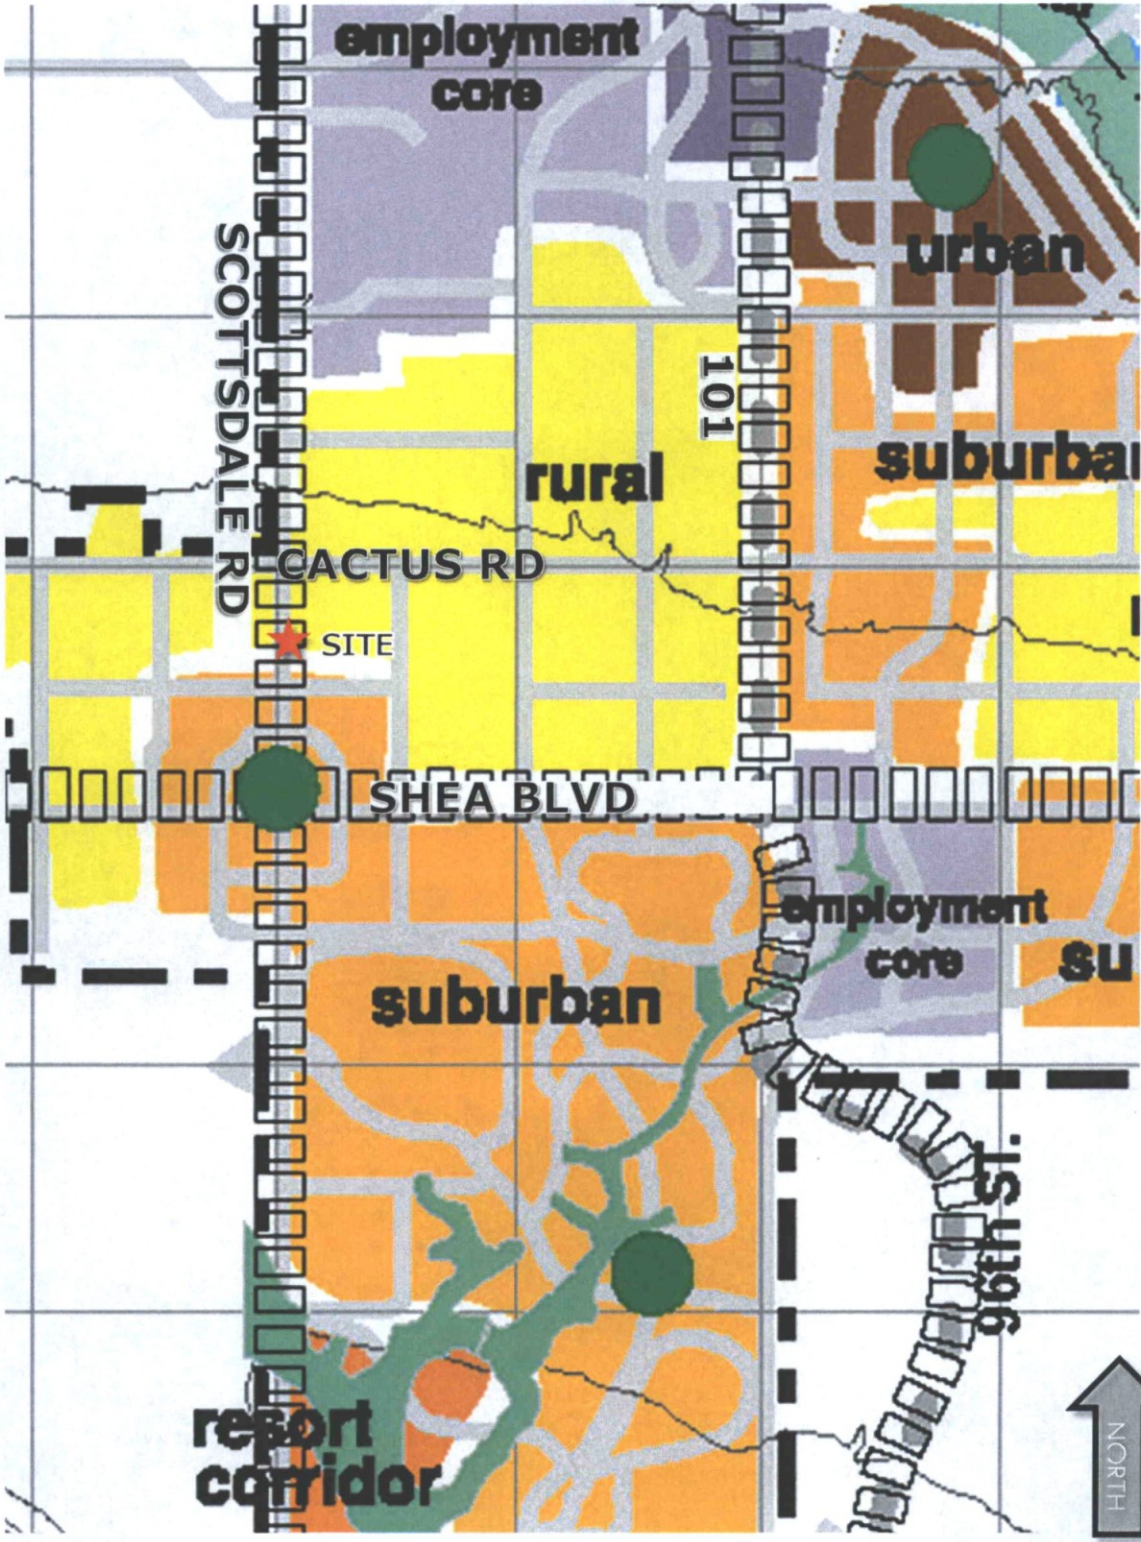 employment
core
urban
SCOTTSDALE RD
101
suburba
rural
CACTUS RD
SITE
SHEA BLVD
employment
core
su
suburban
96th ST.
resort
corridor
NORTH